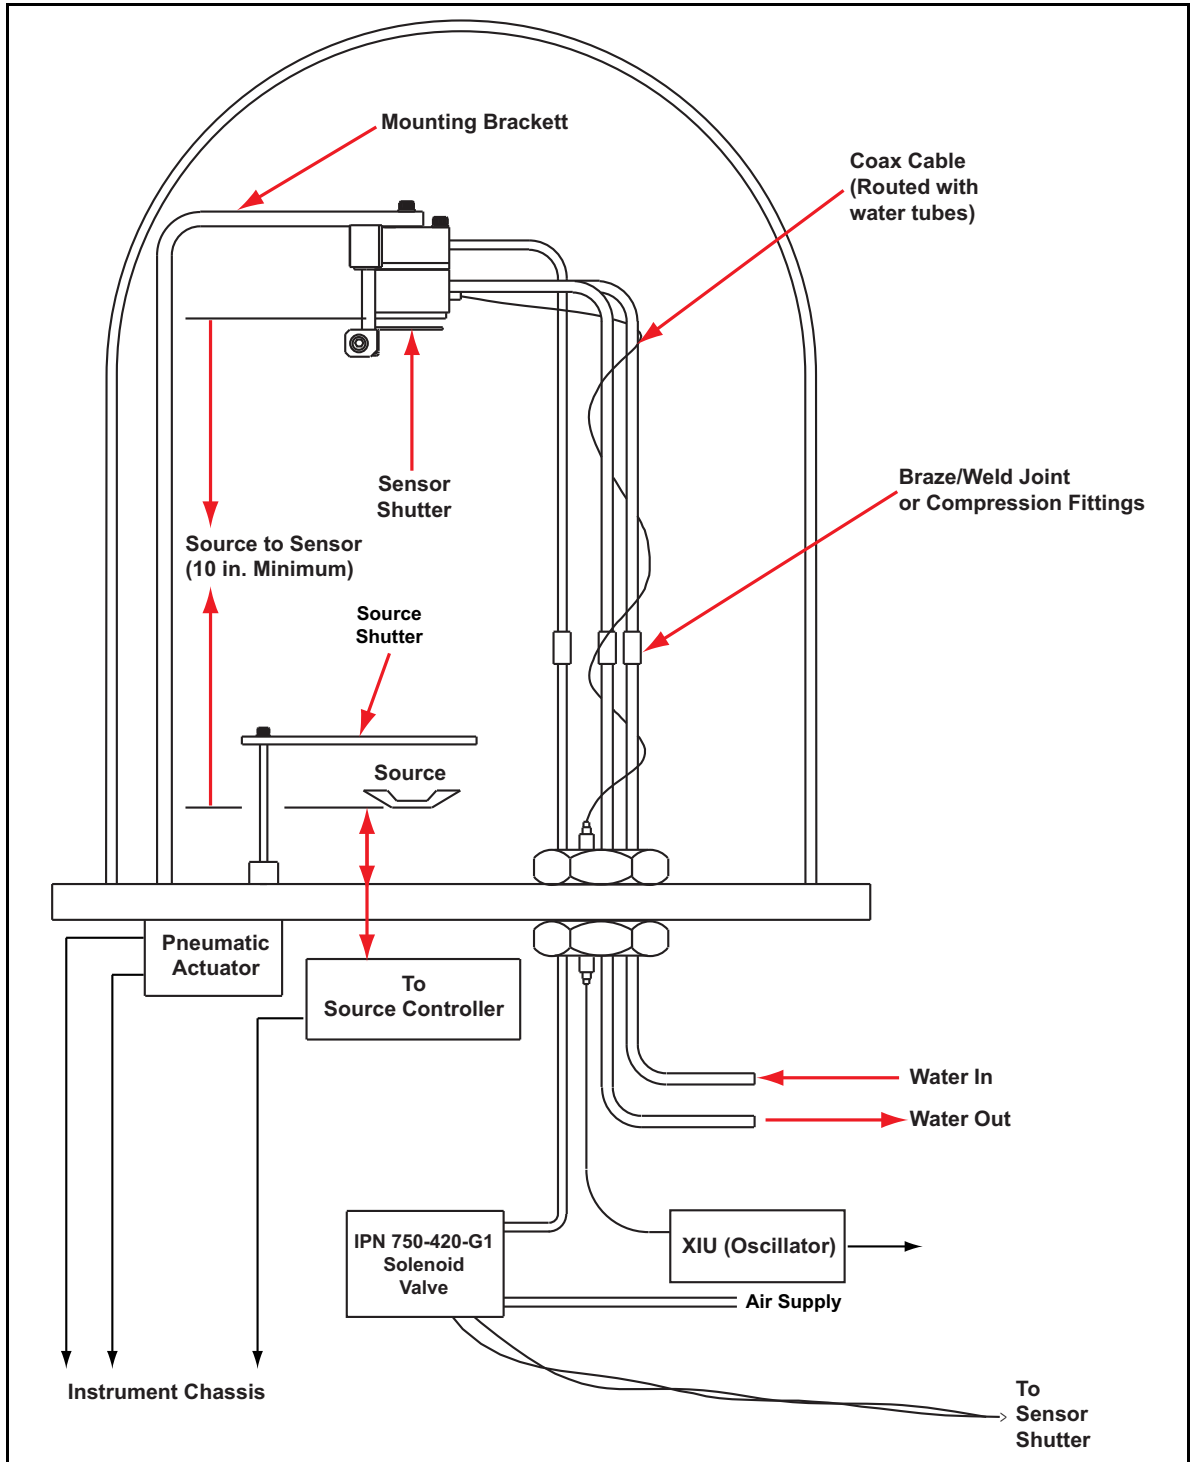 Mounting Brackett
Coax Cable
(Routed with
water tubes)
Sensor
Shutter
Braze/Weld Joint
or Compression Fittings
Source to Sensor
(10 in. Minimum)
Source
Shutter
Source
Pneumatic
Actuator
To
Source Controller
Water In
Water Out
IPN 750-420-G1
Solenoid
Valve
XIU (Oscillator)
Air Supply
Instrument Chassis
To
Sensor
Shutter